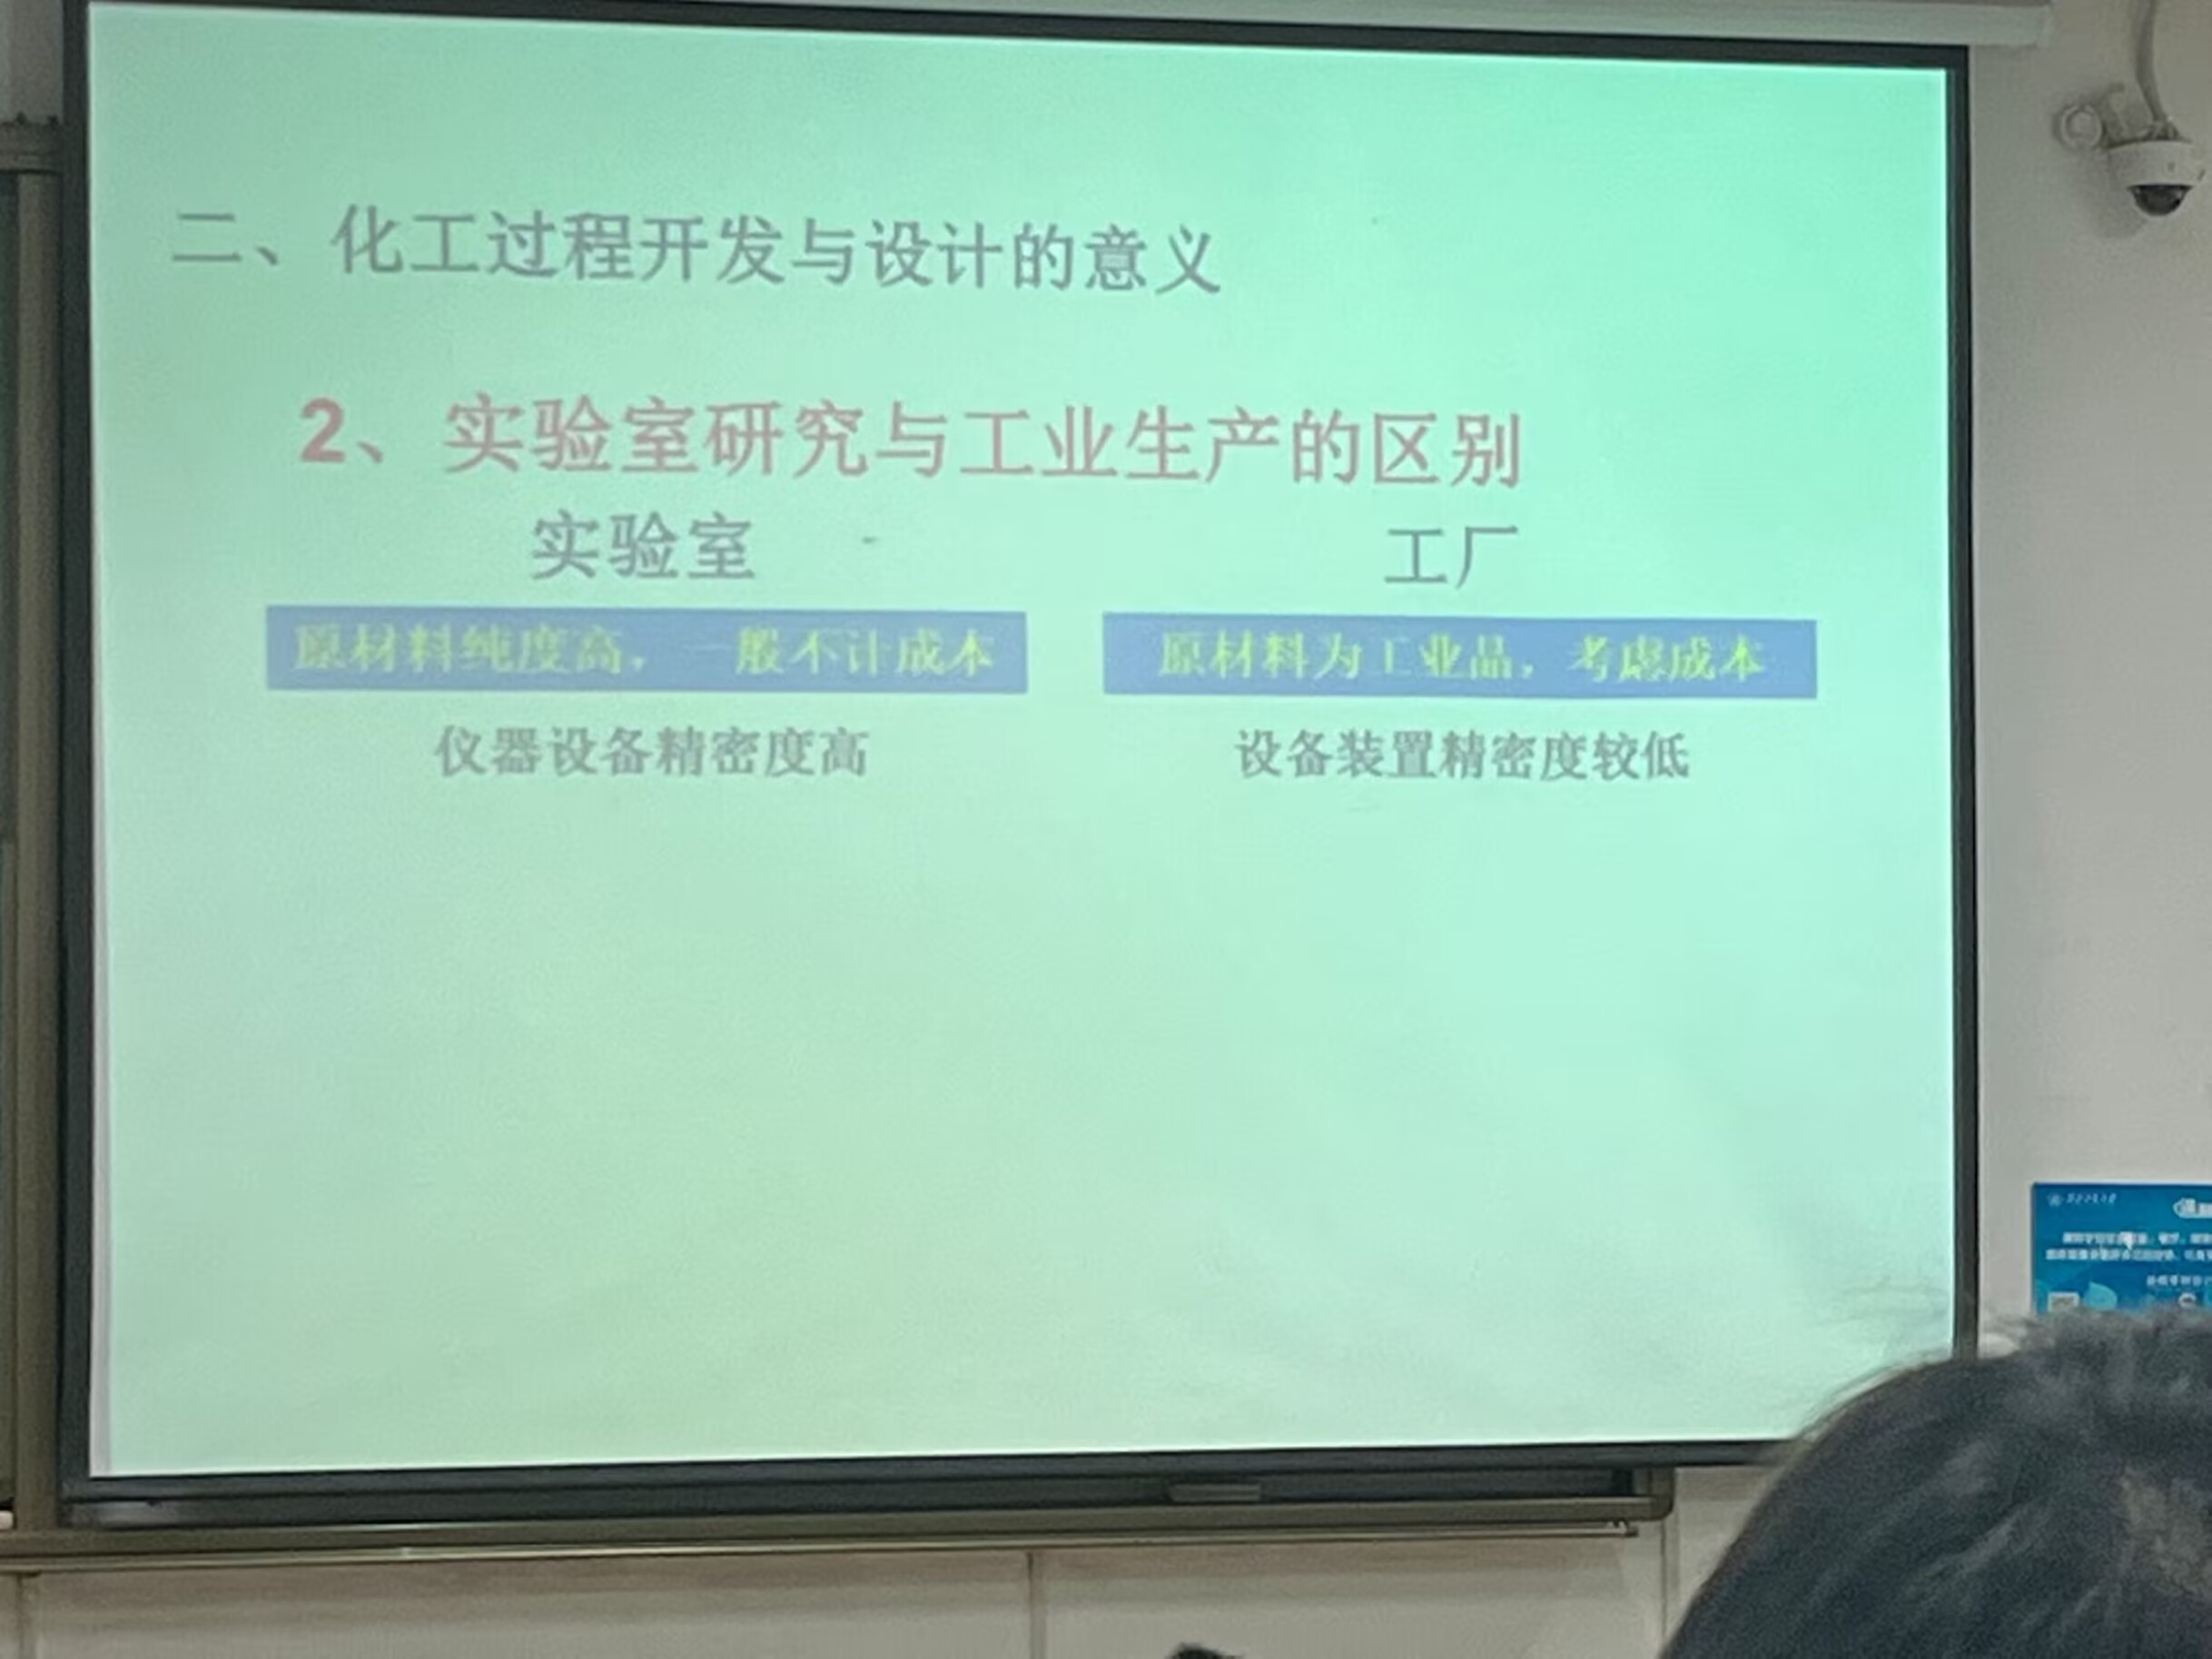 二、化工过程开发与设计的意义
2、实验室研究与工业生产的区别
实验室 工厂
原材料纯度高，一般不计成本 原材料为工业品，考虑成本
仪器设备精密度高 设备装置精密度较低